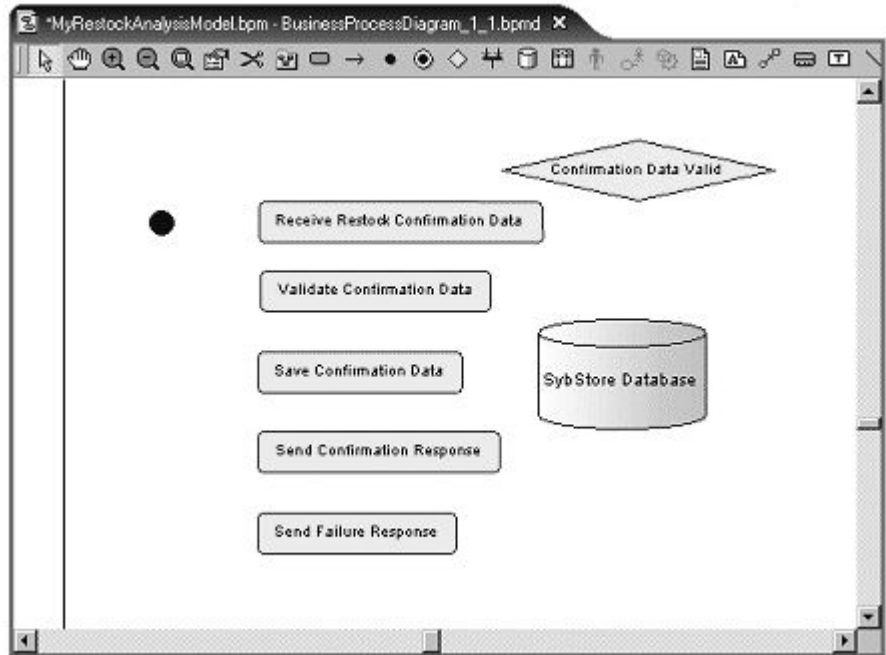 *MyRestockAnalysisModel.bpm - BusinessProcessDiagram_1_1.bpmd X
Confirmation Data Valid
Receive Restock Confirmation Data
Validate Confirmation Data
Save Confirmation Data
SybStore Database
Send Confirmation Response
Send Failure Response